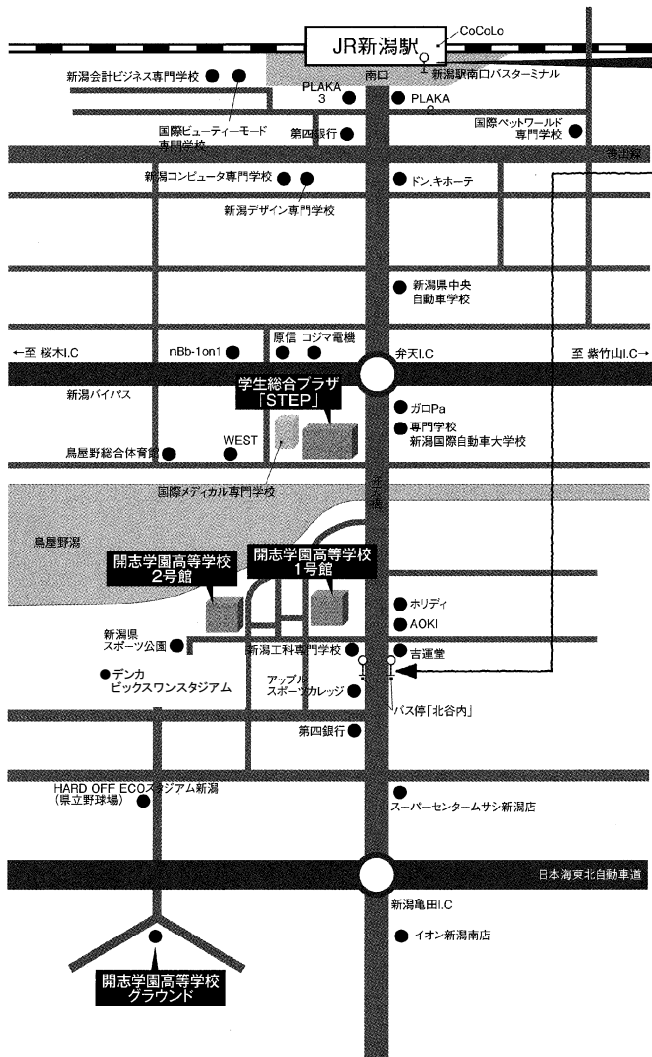 JR新潟駅
CoCoLo
南口
新潟駅南口バスターミナル
新潟会計ビジネス専門学校
PLAKA
3
PLAKA
国際ビューティーモード
専門学校
第四銀行
国際ペットワールド
専門学校
新潟コンピュータ専門学校
ドン.キホーテ
新潟デザイン専門学校
新潟県中央
自動車学校
←至 桜木I.C
nBb-1on1
原信
コジマ電機
弁天I.C
至 紫竹山I.C→
新潟バイパス
学生総合プラザ
「STEP」
ガロPa
専門学校
新潟国際自動車大学校
WEST
鳥屋野総合体育館
国際メディカル専門学校
弁天橋
鳥屋野潟
開志学園高等学校
2号館
開志学園高等学校
1号館
ホリディ
AOKI
新潟県
スポーツ公園
新潟工科専門学校
吉運堂
デンカ
ビックスワンスタジアム
アップル
スポーツカレッジ
バス停「北谷内」
第四銀行
HARD OFF ECOスタジアム新潟
(県立野球場)
スーパーセンタームサシ新潟店
日本海東北自動車道
新潟亀田I.C
イオン新潟南店
開志学園高等学校
グラウンド